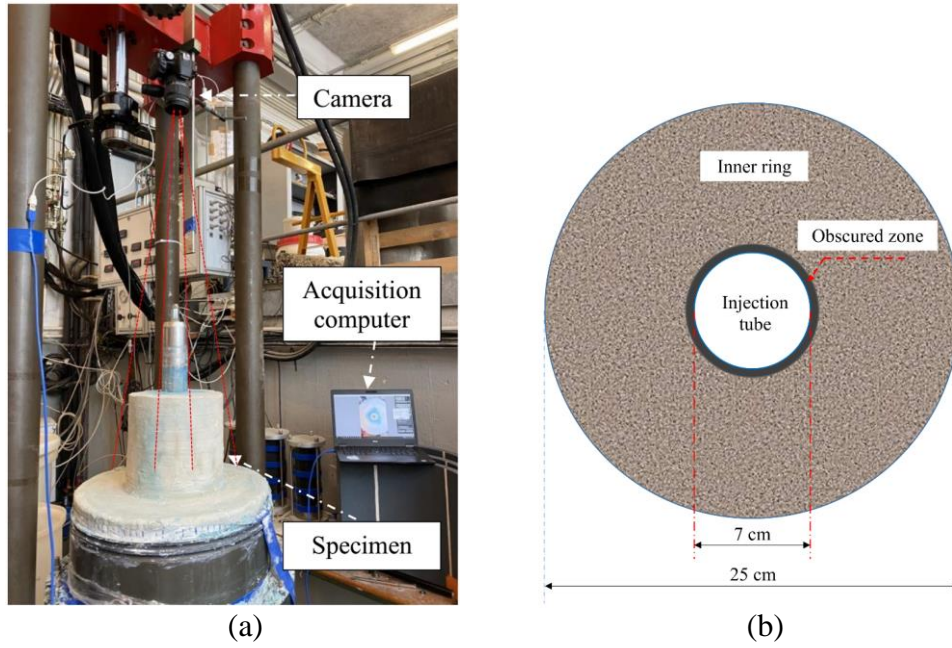 Camera
Acquisition
computer
Specimen
(a)
Inner ring
Obscured zone
Injection
tube
7 cm
25 cm
(b)